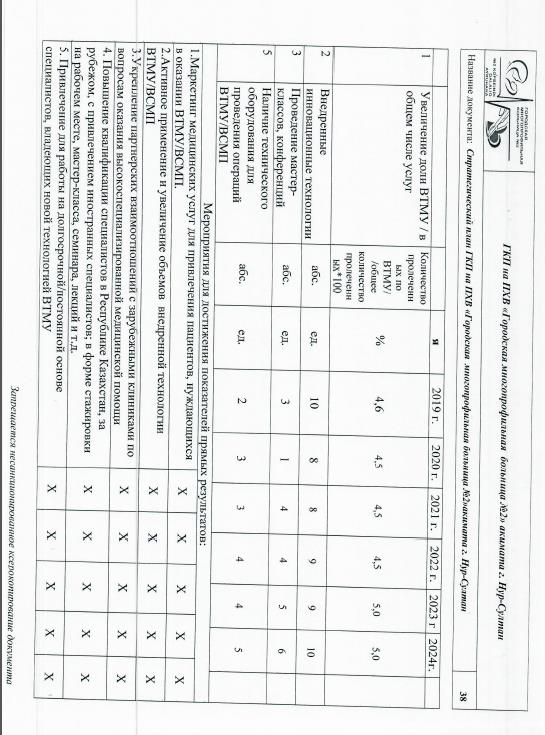 ГОРОДСКАЯ
МНОГОПРОФИЛЬНАЯ
БОЛЬНИЦА №2
№2 КӨПБЕЙІНДІ
QALALIQ
AYRUHANA
ГКП на ПХВ «Городская многопрофильная больница №2» акимата г. Нур-Султан
Название документа: Стратегический план ГКП на ПХВ «Городская многопрофильная больница №2»акимата г. Нур-Султан 38
я 2019 г. 2020 г. 2021 г. 2022 г. 2023 г 2024г.
1 Увеличение доли ВТМУ / в
общем числе услуг
Количество
пролеченн
ых по
ВТМУ/
/общее
количество
пролеченн
ых*100
% 4,6 4,5 4,5 4,5 5,0 5,0
2 Внедренные
инновационные технологии
абс. ед. 10 8 8 9 9 10
3 Проведение мастер-
классов, конференций
абс. ед. 3 1 4 4 5 6
5 Наличие технического
оборудования для
проведения операций
ВТМУ/ВСМП
абс. ед. 2 3 3 4 4 5
Мероприятия для достижения показателей прямых результатов:
1.Маркетинг медицинских услуг для привлечения пациентов, нуждающихся
в оказании ВТМУ/ВСМП.
X X X X X
2.Активное применение и увеличение объемов внедренной технологии
ВТМУ/ВСМП
X X X X X
3.Укрепление партнерских взаимоотношений с зарубежными клиниками по
вопросам оказания высокоспециализированной медицинской помощи
X X X X X
4. Повышение квалификации специалистов в Республике Казахстан, за
рубежом, с привлечением иностранных специалистов; в форме стажировки
на рабочем месте, мастер-класса, семинара, лекций и т.д.
X X X X X
5. Привлечение для работы на долгосрочной/постоянной основе
специалистов, владеющих новой технологией ВТМУ
X X X X X
Запрещается несанкционированное ксерокопирование документа